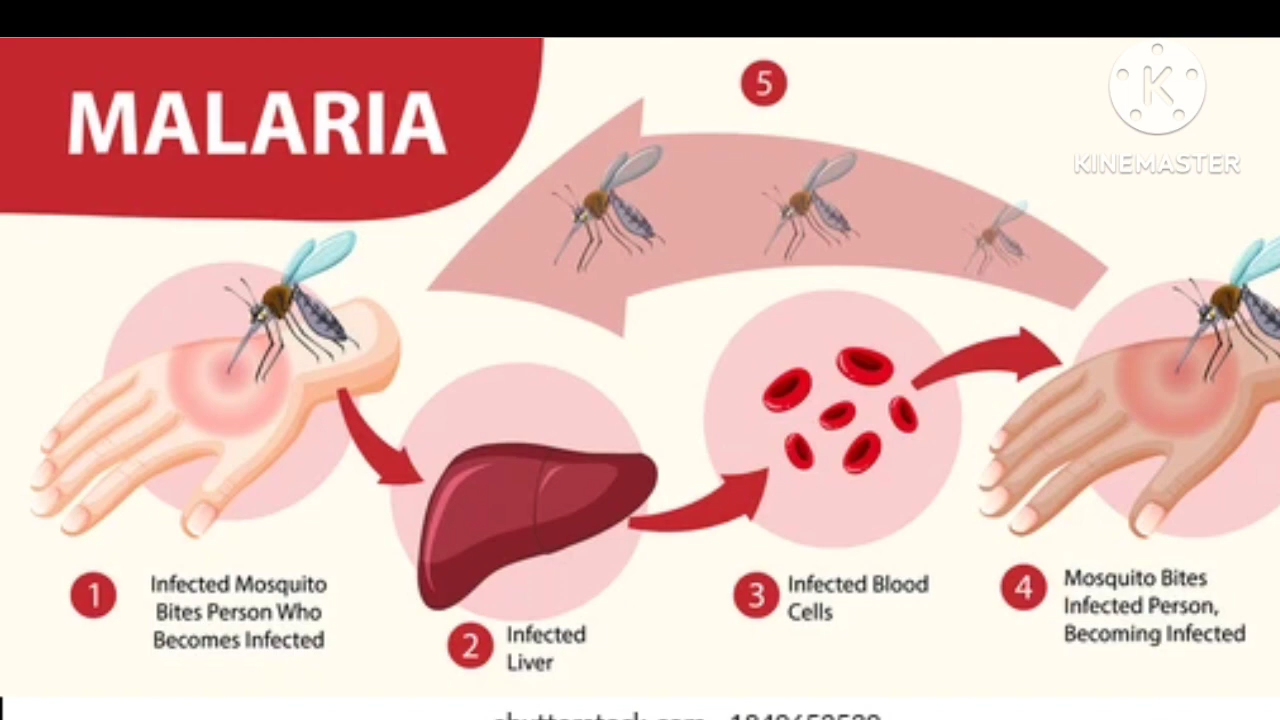 MALARIA
5
K
KINEMASTER
1
Infected Mosquito
Bites Person Who
Becomes Infected
2
Infected
Liver
3
Infected Blood
Cells
4
Mosquito Bites
Infected Person,
Becoming Infected